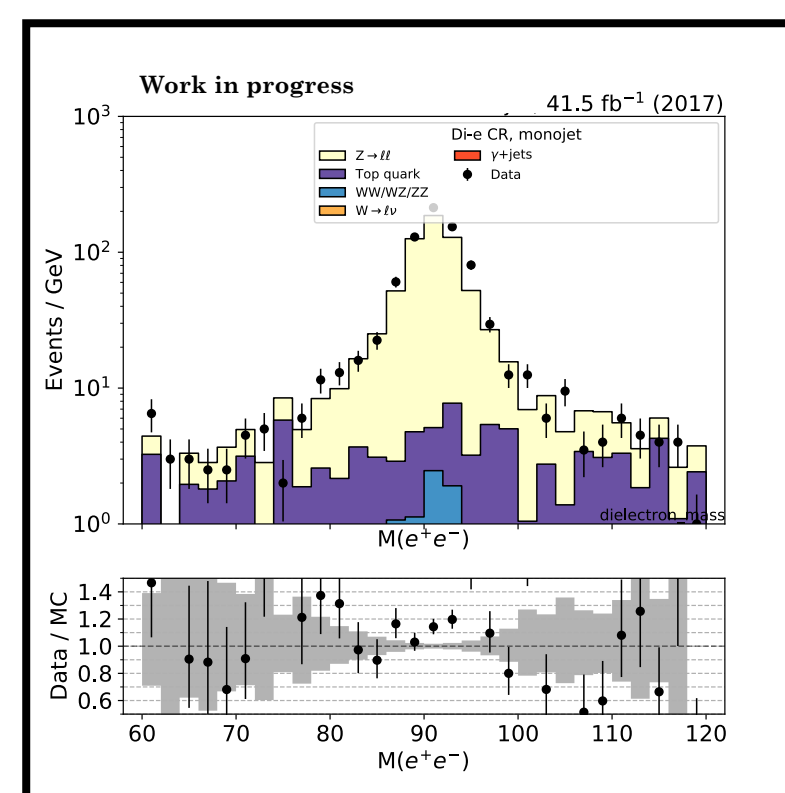 Work in progress
41.5 fb⁻¹ (2017)
Di-e CR, monojet
Z→ℓℓ
Top quark
WW/WZ/ZZ
W→ℓν
γ+jets
Data
Events / GeV
10³
10²
10¹
10⁰
dielectron_mass
M(e⁺e⁻)
Data / MC
1.4
1.2
1.0
0.8
0.6
60 70 80 90 100 110 120
M(e⁺e⁻)